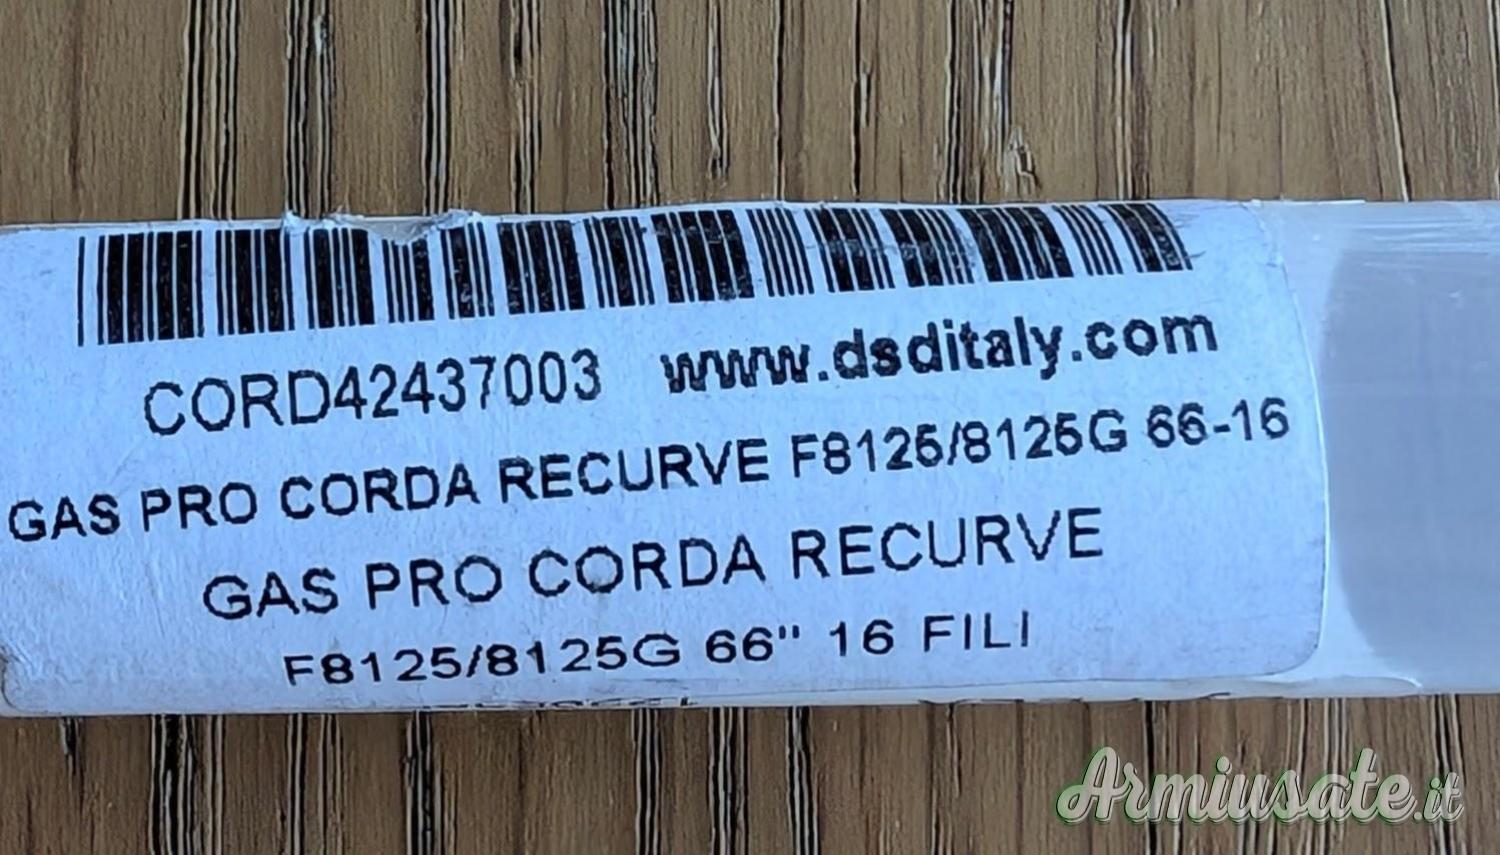 CORD42437003 www.dsditaly.com
GAS PRO CORDA RECURVE F8125/8125G 66-16
GAS PRO CORDA RECURVE
F8125/8125G 66" 16 FILI
Armiusate.it